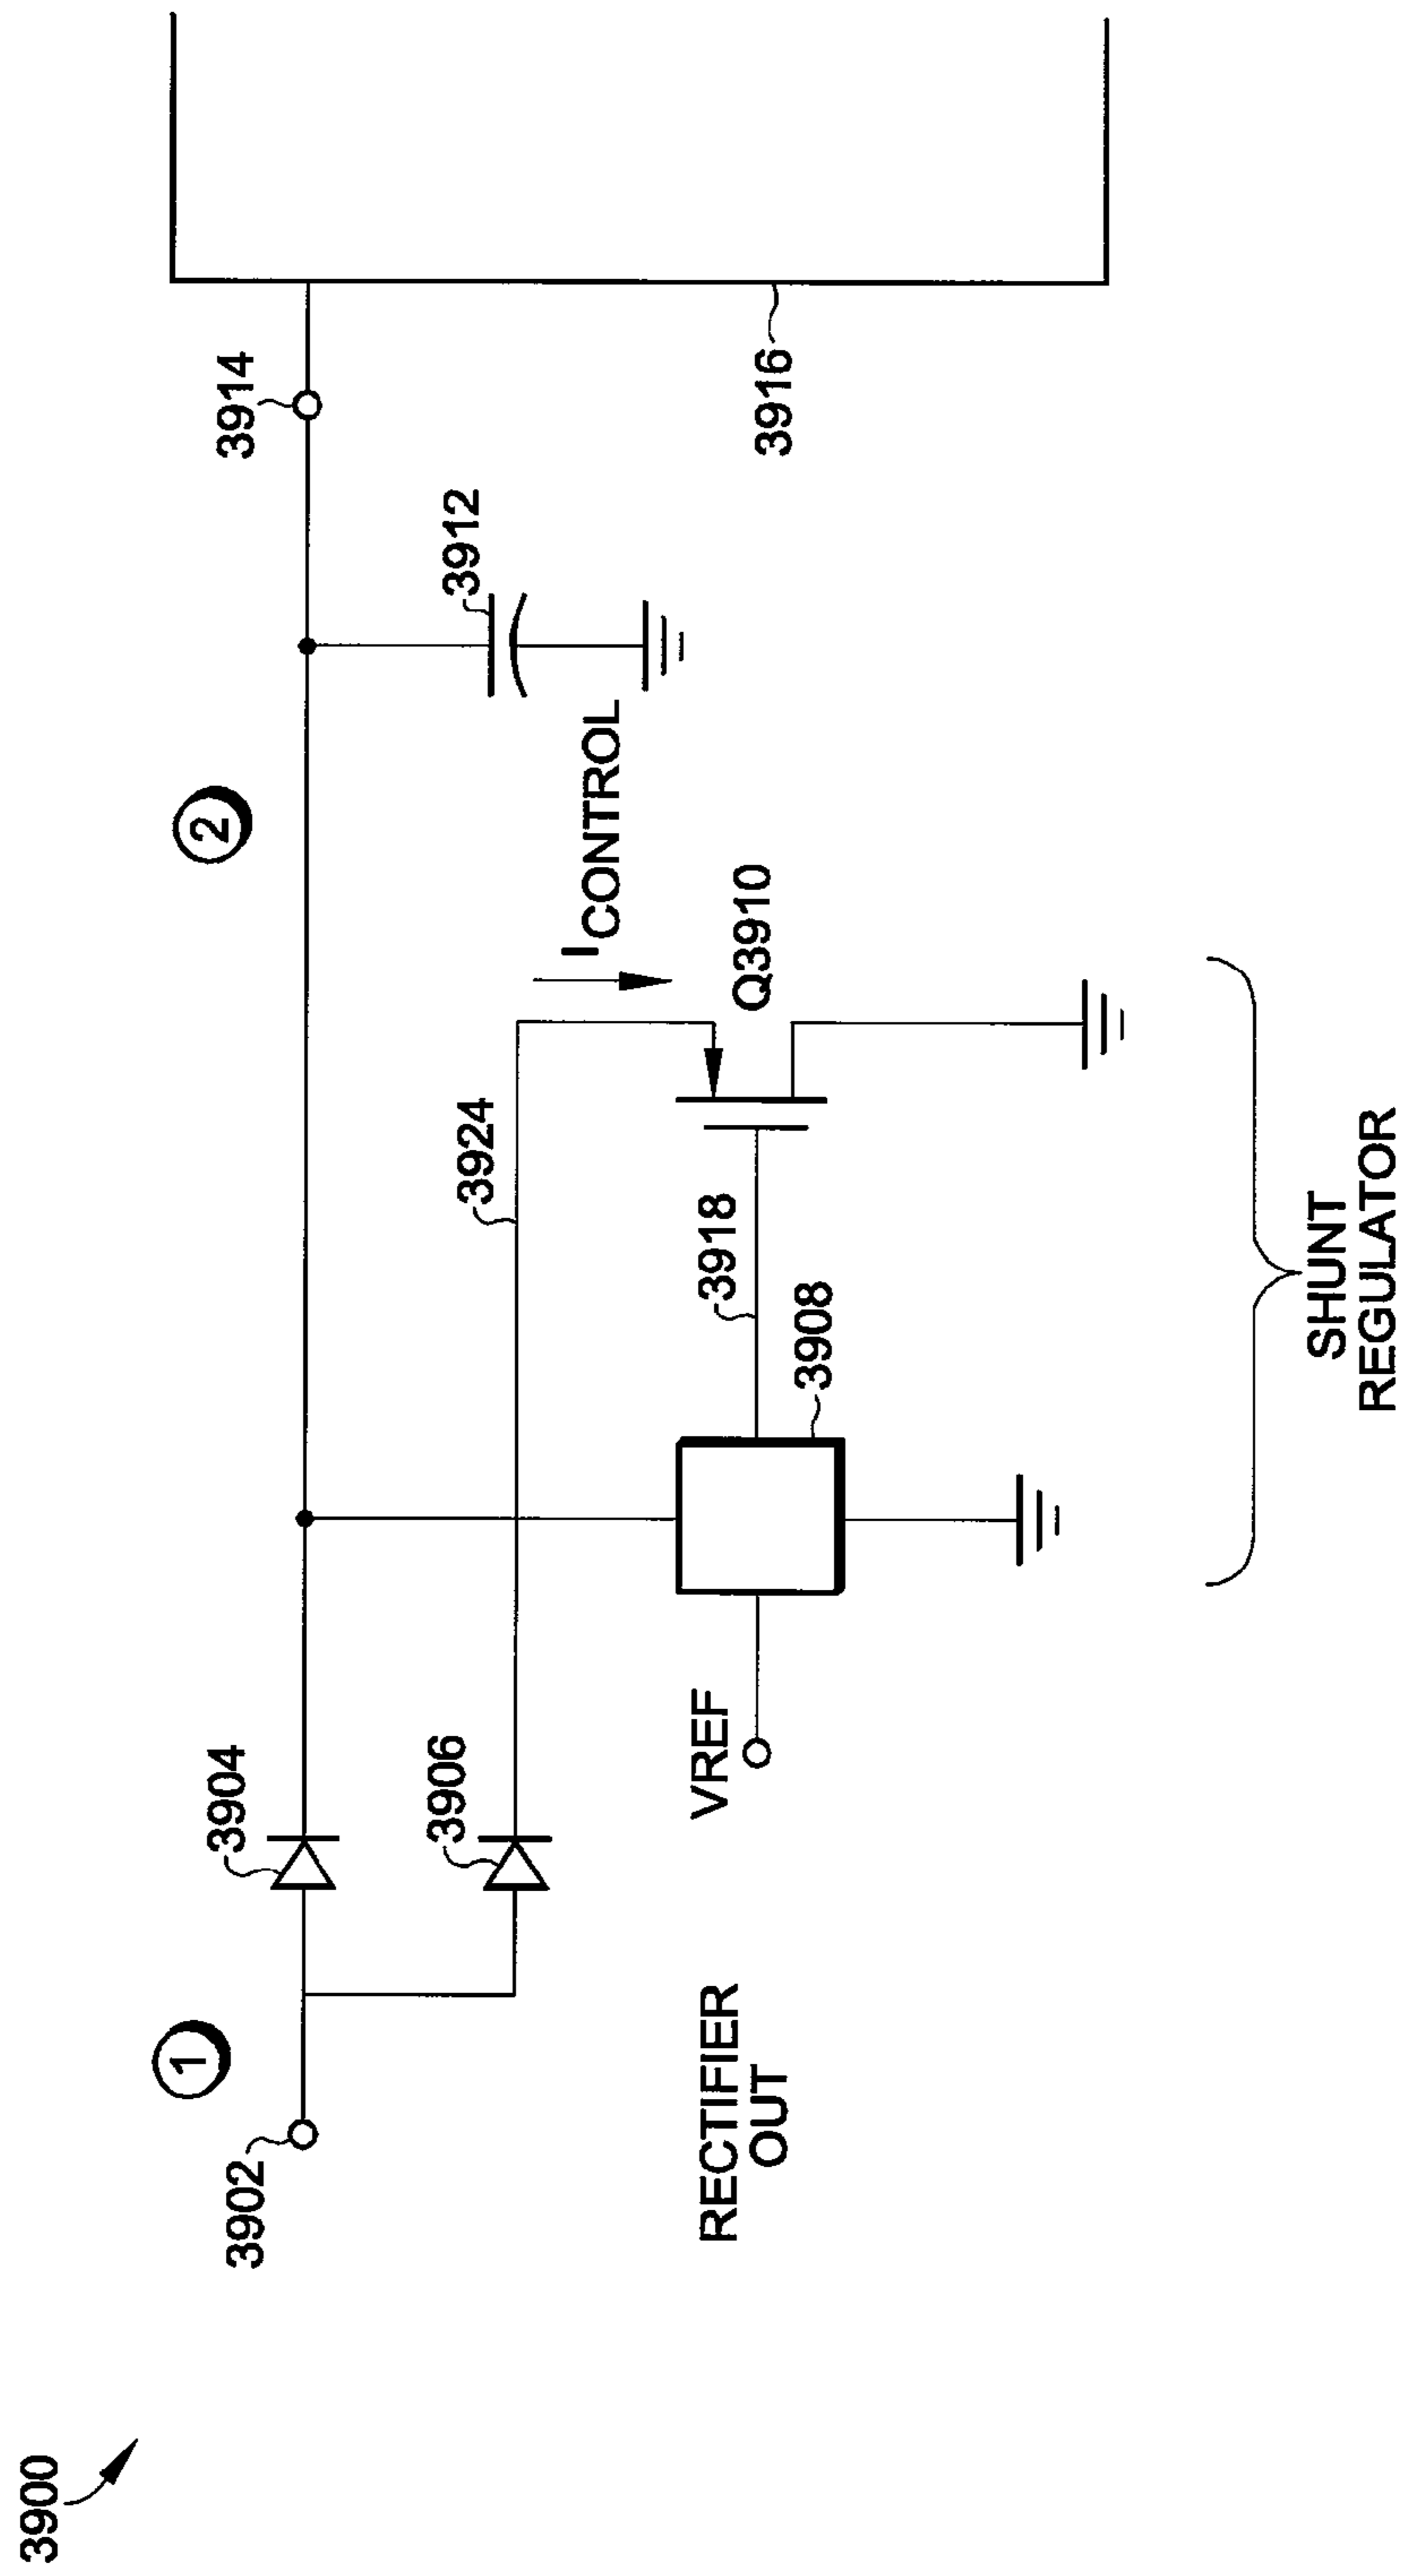 3900
1
2
3902
3904
3906
3924
ICONTROL
3912
3914
VREF
3918
3908
Q3910
3916
RECTIFIER
OUT
SHUNT
REGULATOR